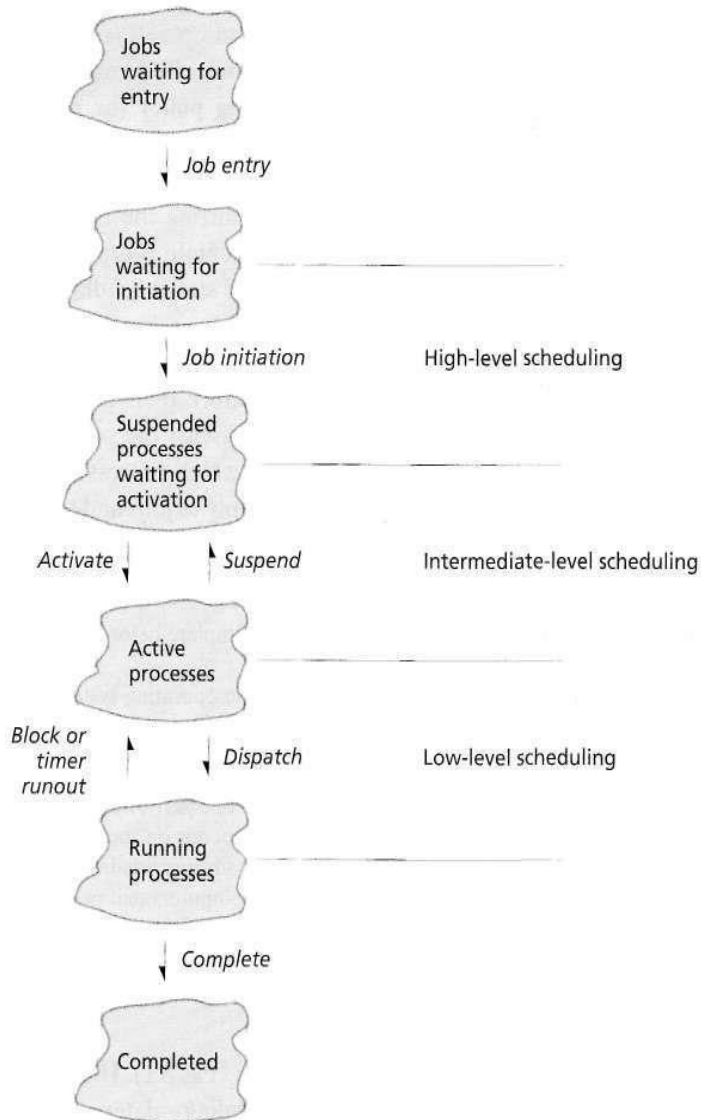 Jobs
waiting for
entry
Job entry
Jobs
waiting for
initiation
Job initiation
High-level scheduling
Suspended
processes
waiting for
activation
Activate
Suspend
Intermediate-level scheduling
Active
processes
Block or
timer
runout
Dispatch
Low-level scheduling
Running
processes
Complete
Completed